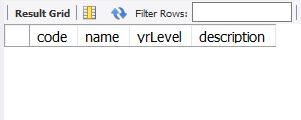 Result Grid Filter Rows:
code name yrLevel description